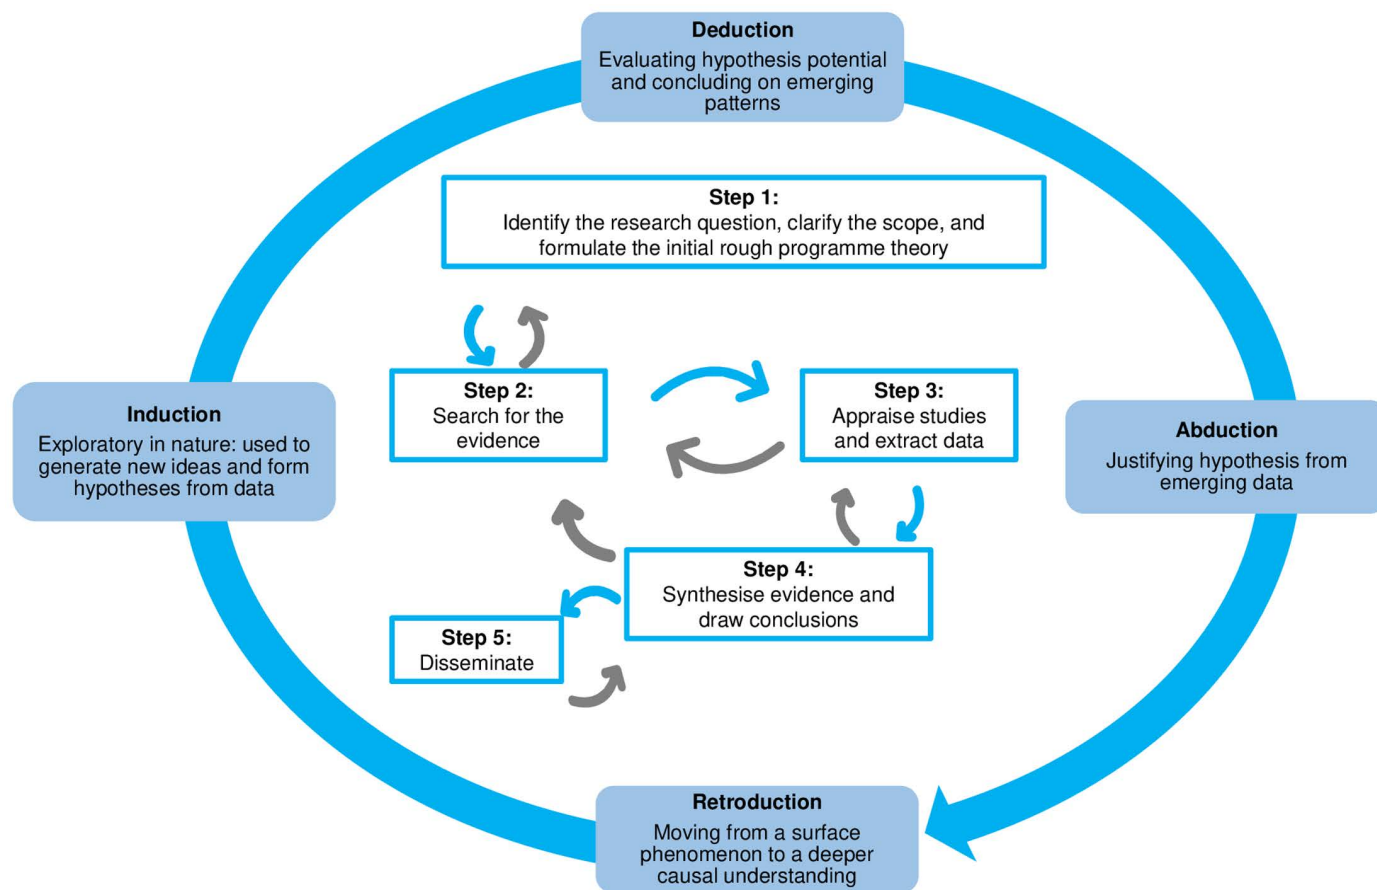 Deduction
Evaluating hypothesis potential
and concluding on emerging
patterns
Step 1:
Identify the research question, clarify the scope, and
formulate the initial rough programme theory
Step 2:
Search for the
evidence
Step 3:
Appraise studies
and extract data
Induction
Exploratory in nature: used to
generate new ideas and form
hypotheses from data
Abduction
Justifying hypothesis from
emerging data
Step 4:
Synthesise evidence and
draw conclusions
Step 5:
Disseminate
Retroduction
Moving from a surface
phenomenon to a deeper
causal understanding